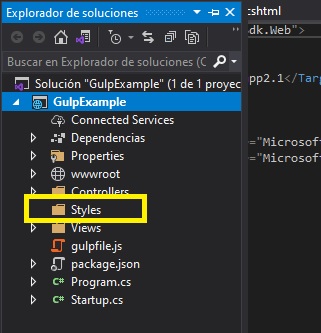 Explorador de soluciones
:shtml
Buscar en Explorador de soluciones (C
dk.Web">
Solución "GulpExample" (1 de 1 proyec
GulpExample
pp2.1</Tar
Connected Services
Dependencias
Properties
="Microsof
="Microsof
wwwroot
Controllers
Styles
Views
gulpfile.js
package.json
C# Program.cs
C# Startup.cs